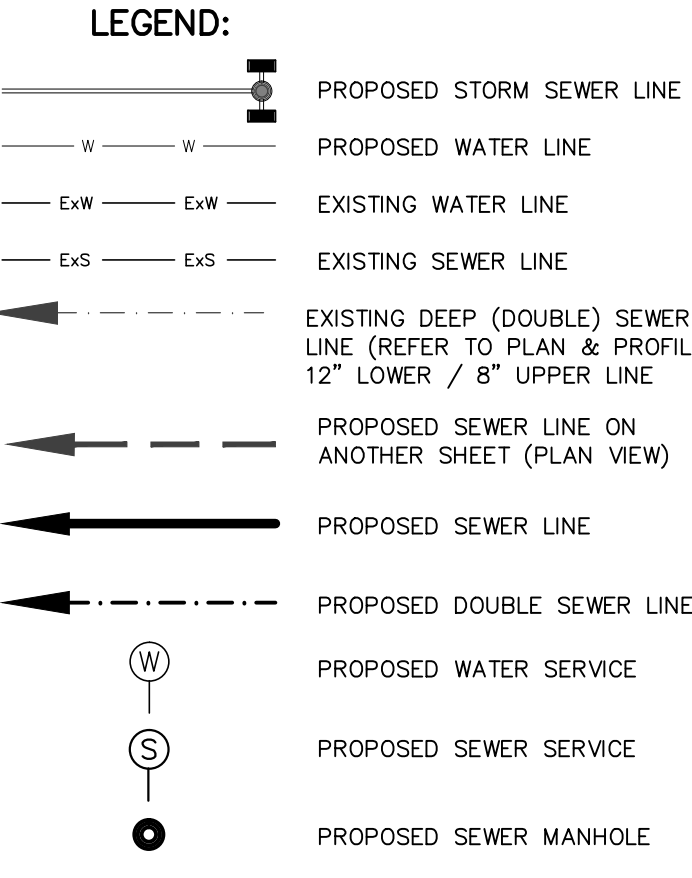 LEGEND:
PROPOSED STORM SEWER LINE
W W PROPOSED WATER LINE
ExW ExW EXISTING WATER LINE
ExS ExS EXISTING SEWER LINE
EXISTING DEEP (DOUBLE) SEWER
LINE (REFER TO PLAN & PROFIL
12" LOWER / 8" UPPER LINE
PROPOSED SEWER LINE ON
ANOTHER SHEET (PLAN VIEW)
PROPOSED SEWER LINE
PROPOSED DOUBLE SEWER LINE
W PROPOSED WATER SERVICE
S PROPOSED SEWER SERVICE
PROPOSED SEWER MANHOLE